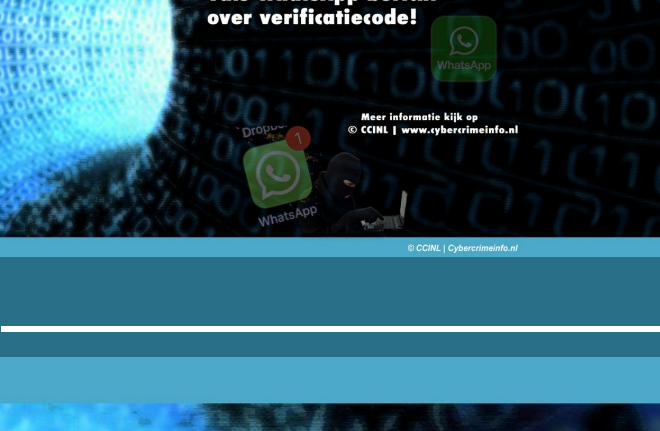 over verificatiecode!
WhatsApp
Meer informatie kijk op
© CCINL | www.cybercrimeinfo.nl
1
WhatsApp
© CCINL | Cybercrimeinfo.nl